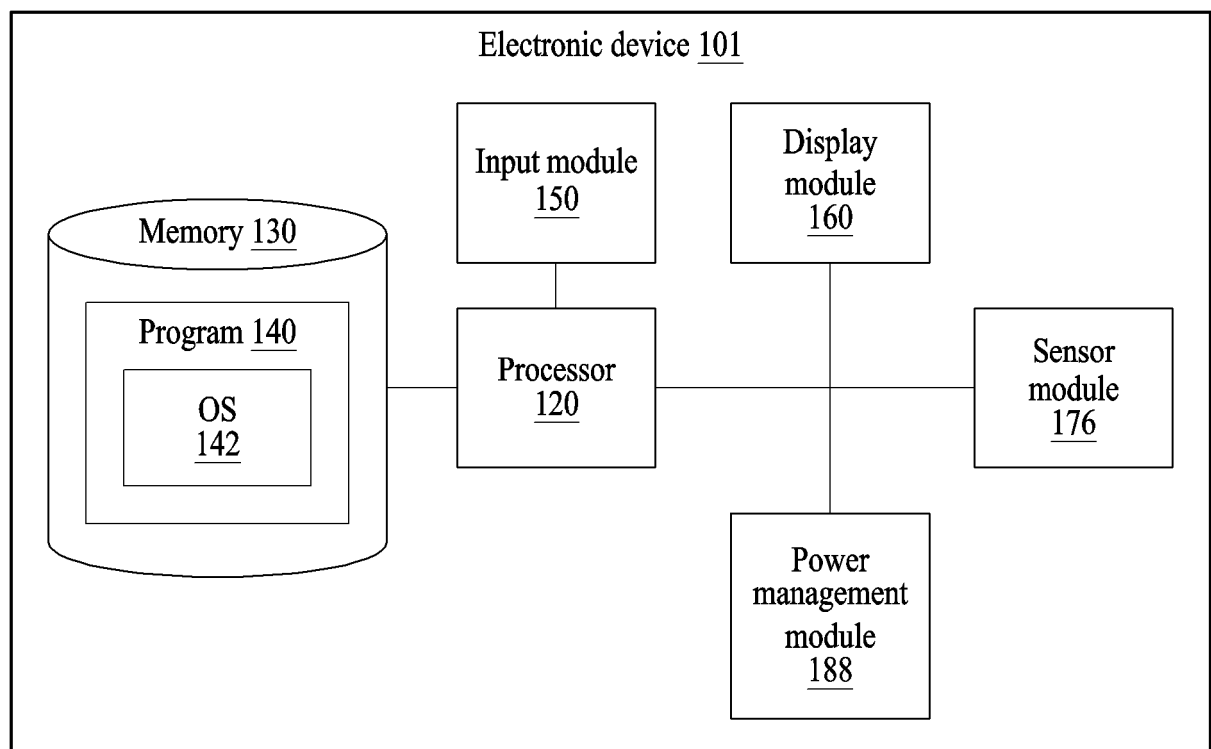 Electronic device 101
Input module
150
Display
module
160
Memory 130
Program 140
OS
142
Processor
120
Sensor
module
176
Power
management
module
188